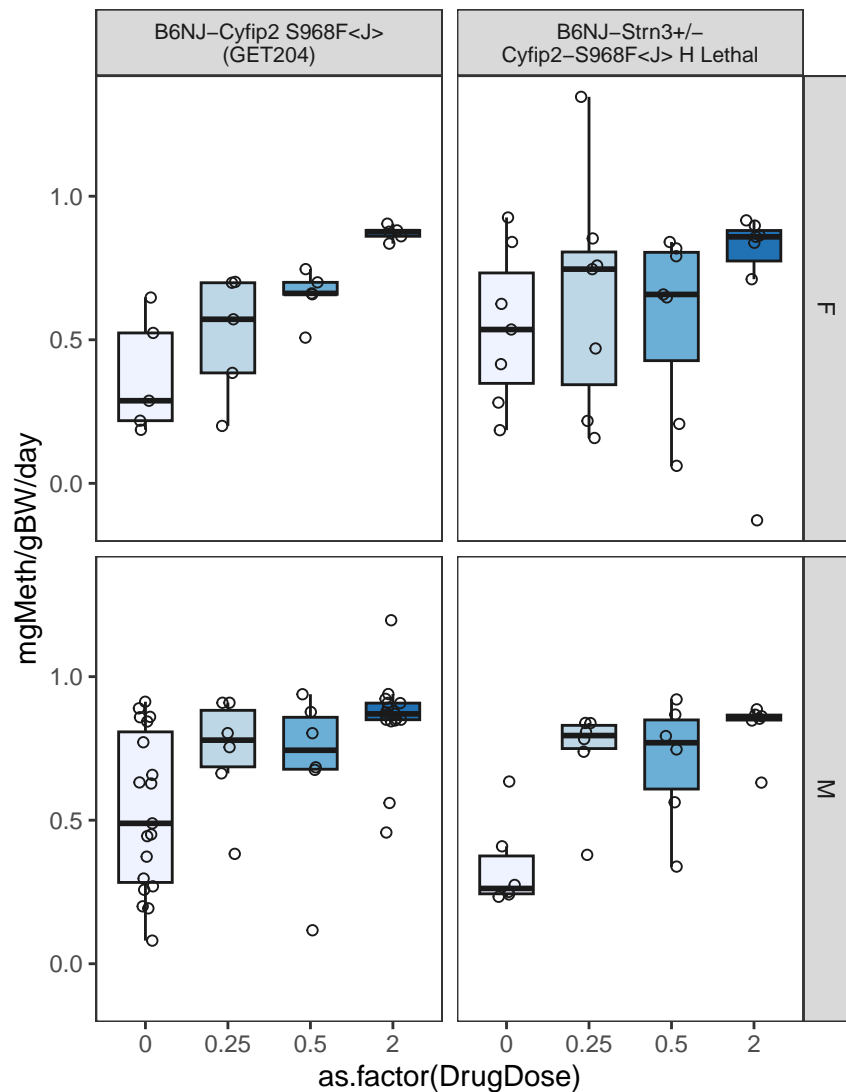 B6NJ−Cyfip2 S968F<J>
(GET204)
B6NJ−Strn3+/−
Cyfip2−S968F<J> H Lethal
1.0
0.5
0.0
F
1.0
0.5
0.0
M
mgMeth/gBW/day
0 0.25 0.5 2
0 0.25 0.5 2
as.factor(DrugDose)